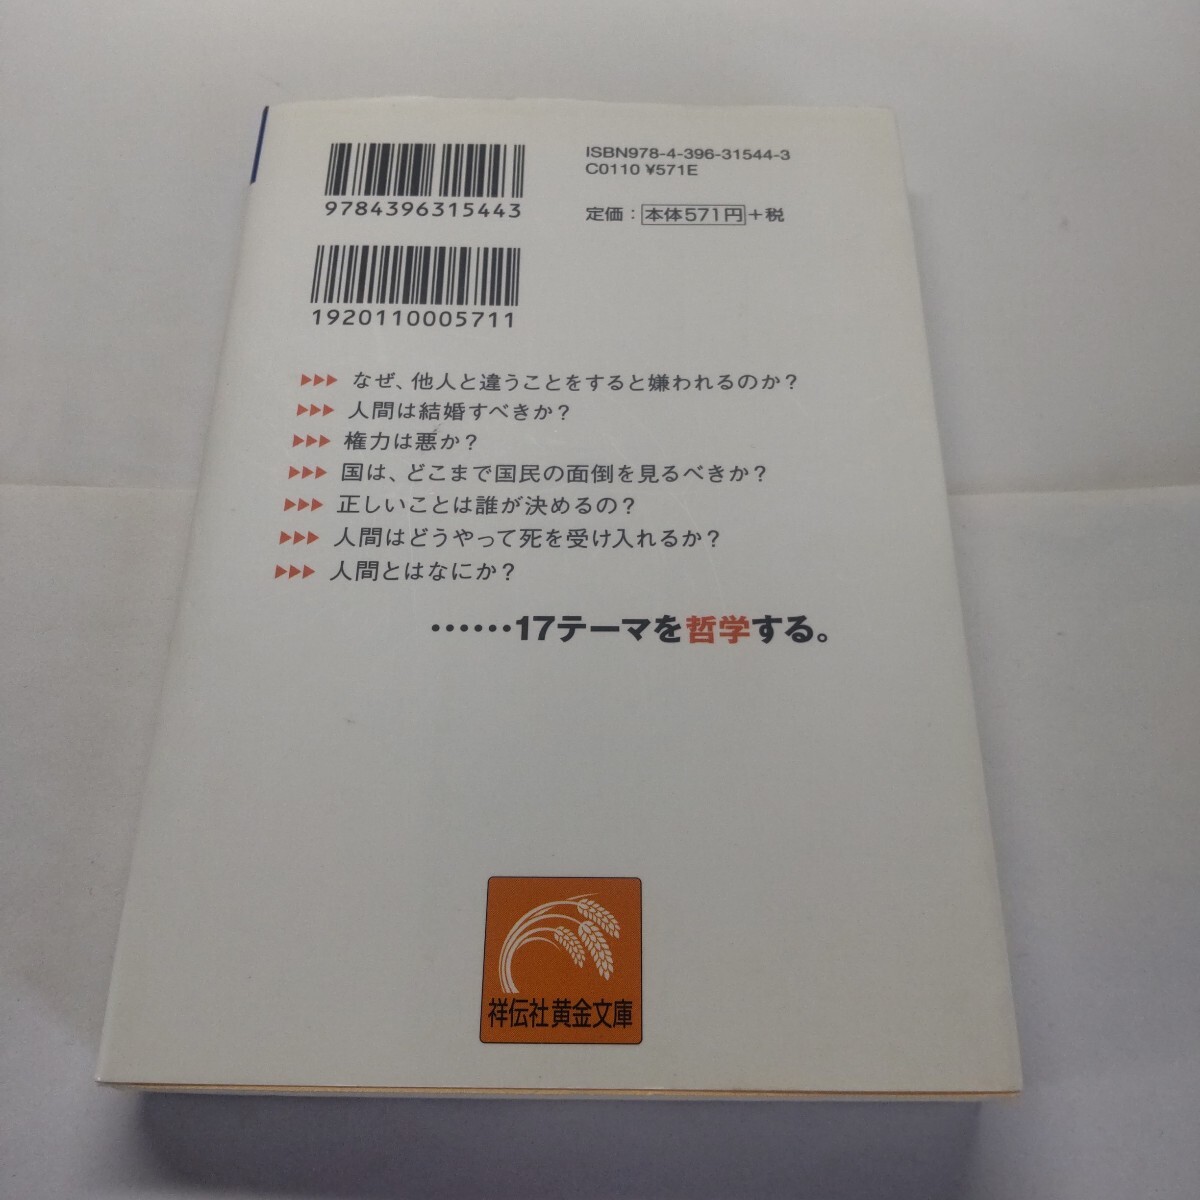 ISBN978-4-396-31544-3
C0110 ¥571E
定価：本体571円+税
9784396315443
1920110005711
▶▶▶ なぜ、他人と違うことをすると嫌われるのか？
▶▶▶ 人間は結婚すべきか？
▶▶▶ 権力は悪か？
▶▶▶ 国は、どこまで国民の面倒を見るべきか？
▶▶▶ 正しいことは誰が決めるの？
▶▶▶ 人間はどうやって死を受け入れるか？
▶▶▶ 人間とはなにか？
……17テーマを哲学する。
祥伝社黄金文庫